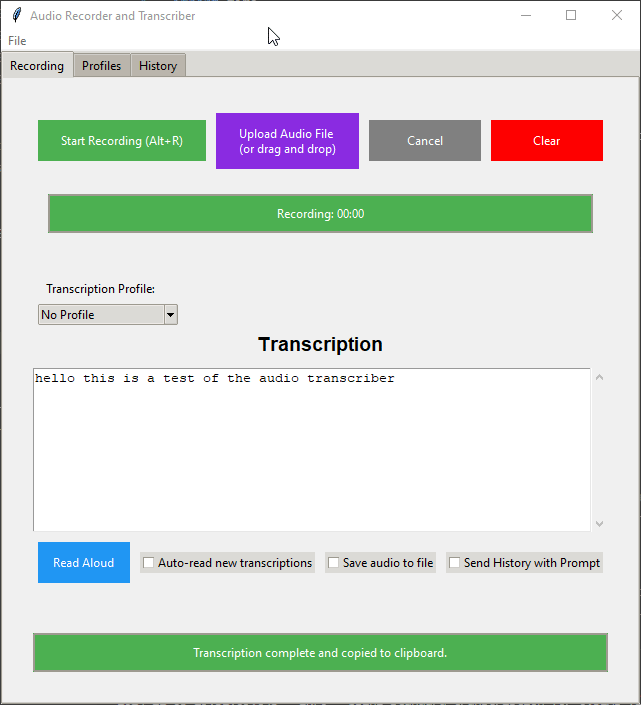 Audio Recorder and Transcriber
File
Recording Profiles History
Start Recording (Alt+R)
Upload Audio File
(or drag and drop)
Cancel
Clear
Recording: 00:00
Transcription Profile:
No Profile
Transcription
hello this is a test of the audio transcriber
Read Aloud
Auto-read new transcriptions
Save audio to file
Send History with Prompt
Transcription complete and copied to clipboard.